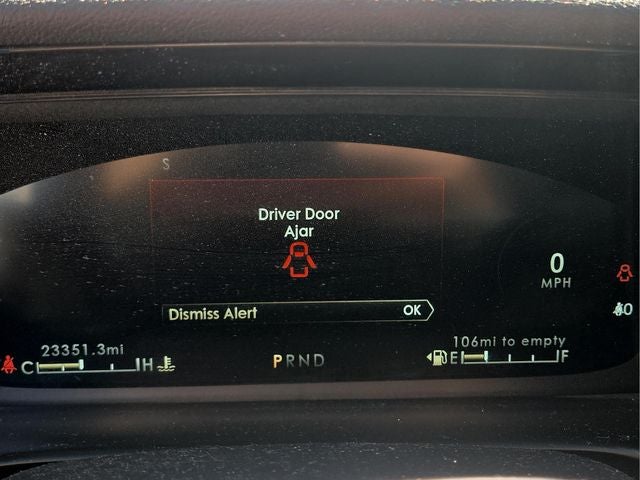 S
Driver Door
Ajar
0
MPH
Dismiss Alert OK
23351.3mi
106mi to empty
C H
PRND
E F